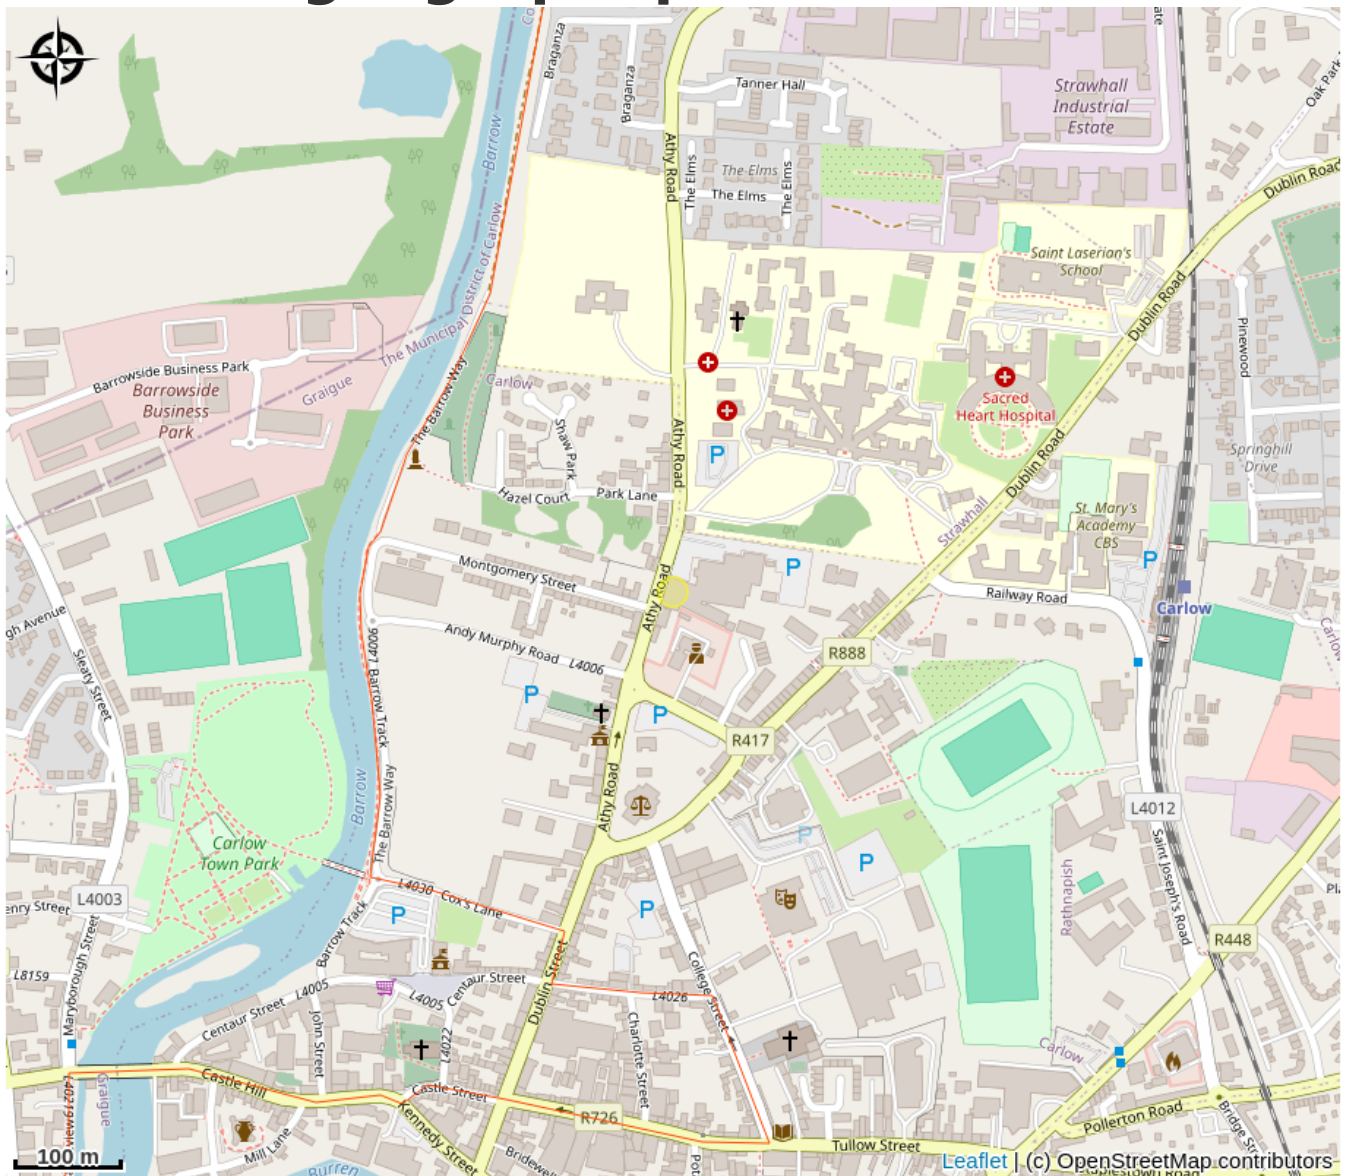 Braganza
Braganza
Tanner Hall
Strawhall
Industrial
Estate
Oak Park
Dublin Road
Athy Road
The Elms
The Elms
The Elms
The Elms
Barrow
The Municipal District of Carlow
Saint Laserian's
School
Dublin Road
Pinewood
Barrowside Business Park
Barrowside
Business
Park
Graigue
Carlow
The Barrow Way
Shaw Park
Athy Road
Sacred
Heart Hospital
Springhill
Drive
P
Hazel Court
Park Lane
Dublin Road
Strawhall
St. Mary's
Academy
CBS
P
P
Montgomery Street
Athy Road
Railway Road
Carlow
Carlow
Sleaty Street
Andy Murphy Road
L4006
L4006
R888
P
P
R417
Barrow Track
The Barrow Way
Barrow
Athy Road
L4012
Saint Joseph's Road
Carlow
Town Park
P
P
Rathnapish
L4003
L4030
Cox's Lane
P
P
R448
Maryborough Street
Barrow Track
L8159
L4005
L4005
Centaur Street
Centaur Street
Dublin Street
L4026
College Street
John Street
L4022
Charlotte Street
Carlow
Graigue
Castle Hill
Castle Street
Kennedy Street
R726
Mill Lane
Tullow Street
Pollerton Road
100 m
Burren
Leaflet | (c) OpenStreetMap contributors